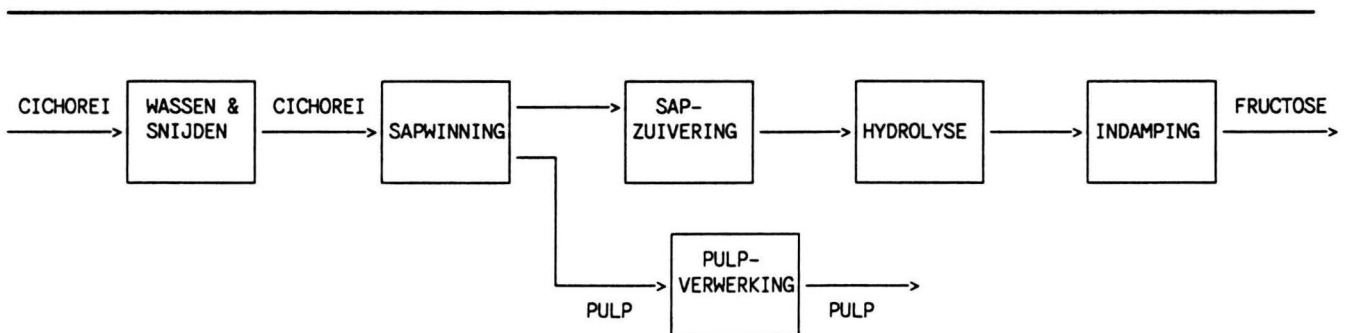 CICHOREI
WASSEN &
SNIJDEN
CICHOREI
SAPWINNING
SAP-
ZUIVERING
HYDROLYSE
INDAMPING
FRUCTOSE
PULP
PULP-
VERWERKING
PULP